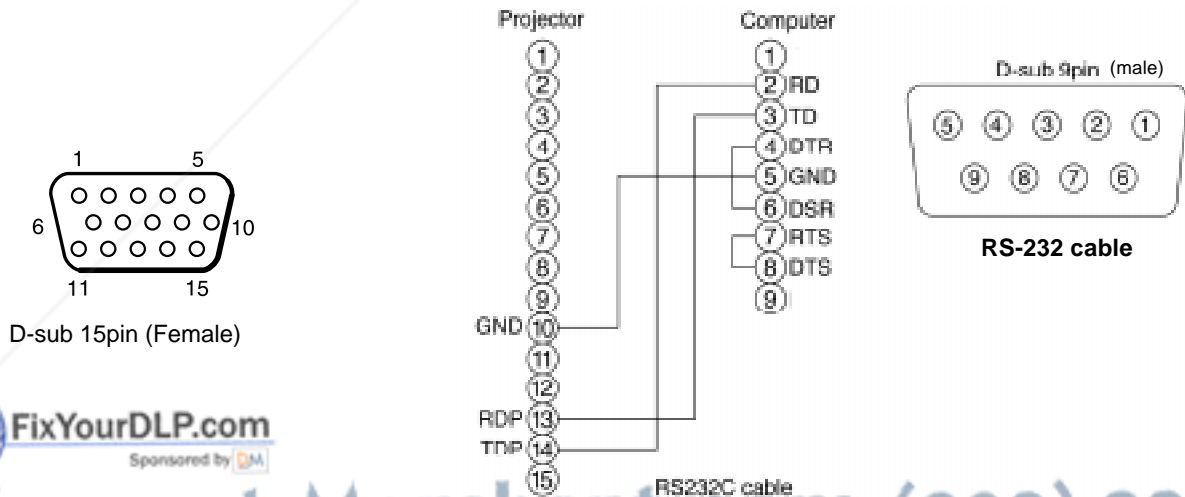 Projector Computer
1 1
2 2 RD
3 3 TD
4 4 DTR
5 5 GND
6 6 DSR
7 7 RTS
8 8 DTS
9 9
GND 10
11
12
RDP 13
TDP 14
15
RS232C cable
D-sub 9pin (male)
5 4 3 2 1
9 8 7 6
RS-232 cable
1 5
6 10
11 15
D-sub 15pin (Female)
FixYourDLP.com
Sponsored by DM